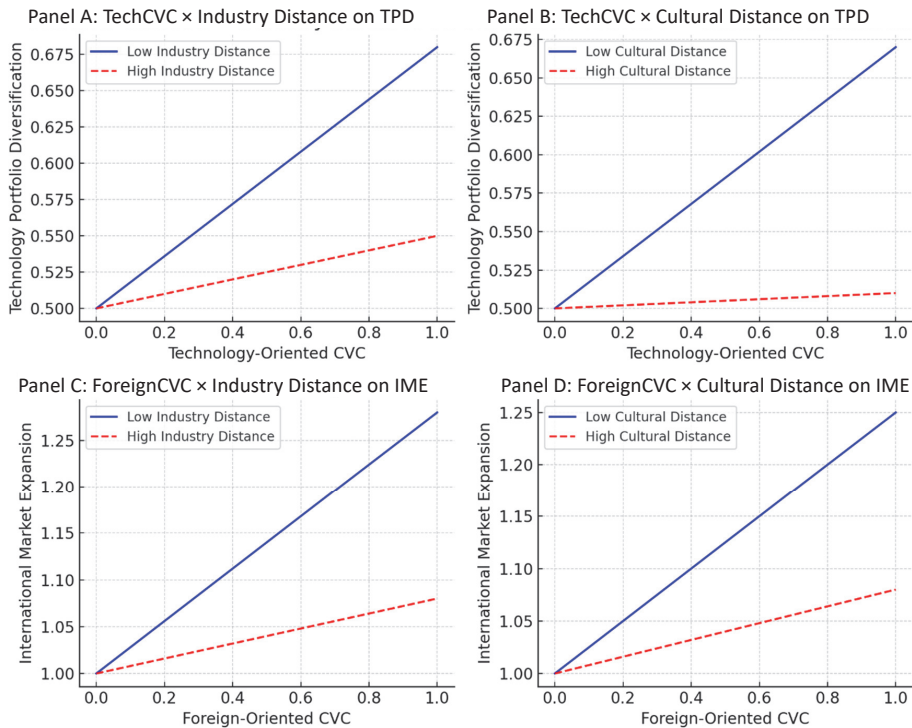 Panel A: TechCVC × Industry Distance on TPD
Low Industry Distance
High Industry Distance
Technology Portfolio Diversification
0.675
0.650
0.625
0.600
0.575
0.550
0.525
0.500
0.0 0.2 0.4 0.6 0.8 1.0
Technology-Oriented CVC
Panel B: TechCVC × Cultural Distance on TPD
Low Cultural Distance
High Cultural Distance
Technology Portfolio Diversification
0.675
0.650
0.625
0.600
0.575
0.550
0.525
0.500
0.0 0.2 0.4 0.6 0.8 1.0
Technology-Oriented CVC
Panel C: ForeignCVC × Industry Distance on IME
Low Industry Distance
High Industry Distance
International Market Expansion
1.25
1.20
1.15
1.10
1.05
1.00
0.0 0.2 0.4 0.6 0.8 1.0
Foreign-Oriented CVC
Panel D: ForeignCVC × Cultural Distance on IME
Low Cultural Distance
High Cultural Distance
International Market Expansion
1.25
1.20
1.15
1.10
1.05
1.00
0.0 0.2 0.4 0.6 0.8 1.0
Foreign-Oriented CVC